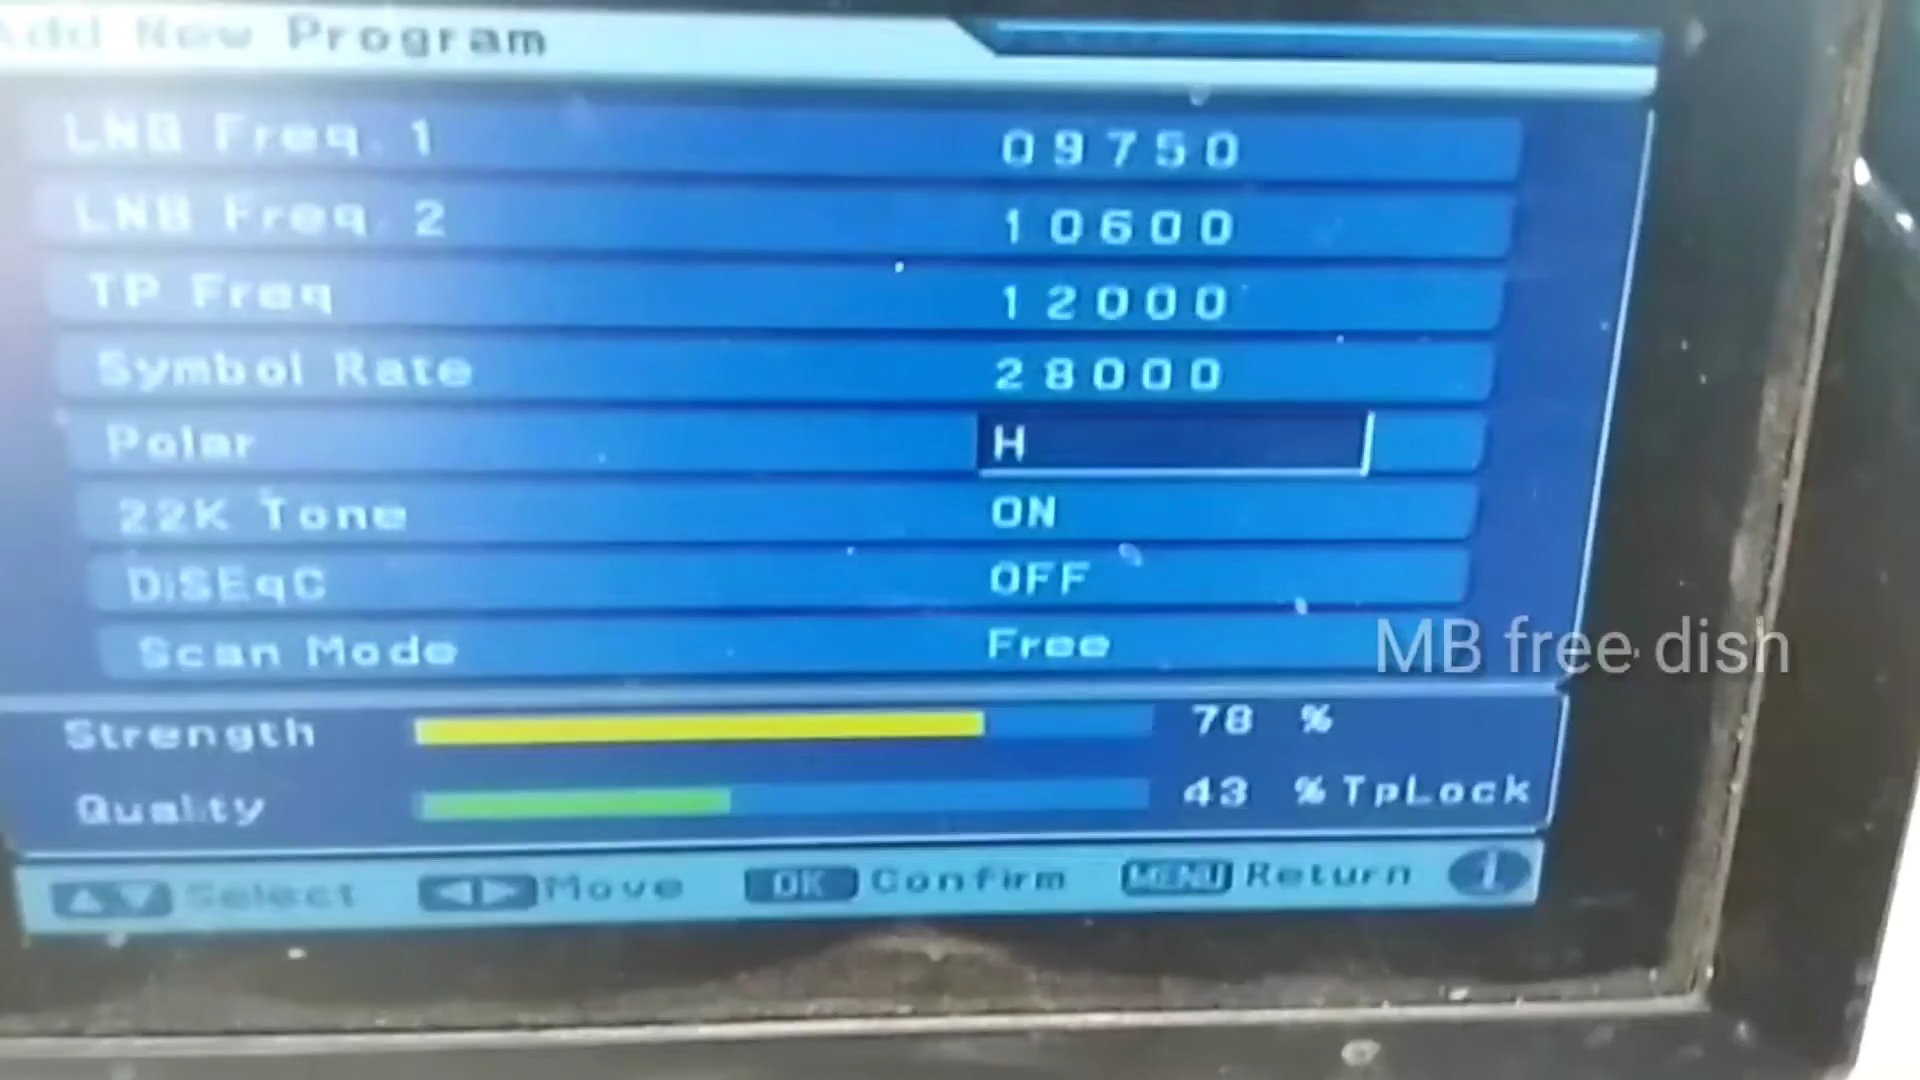 Add New Program
LNB Freq. 1 09750
LNB Freq. 2 10600
TP Freq 12000
Symbol Rate 28000
Polar H
22K Tone ON
DiSEqC OFF
Scan Mode Free
MB free dish
Strength 78 %
Quality 43 % TpLock
Select Move OK Confirm MENU Return i